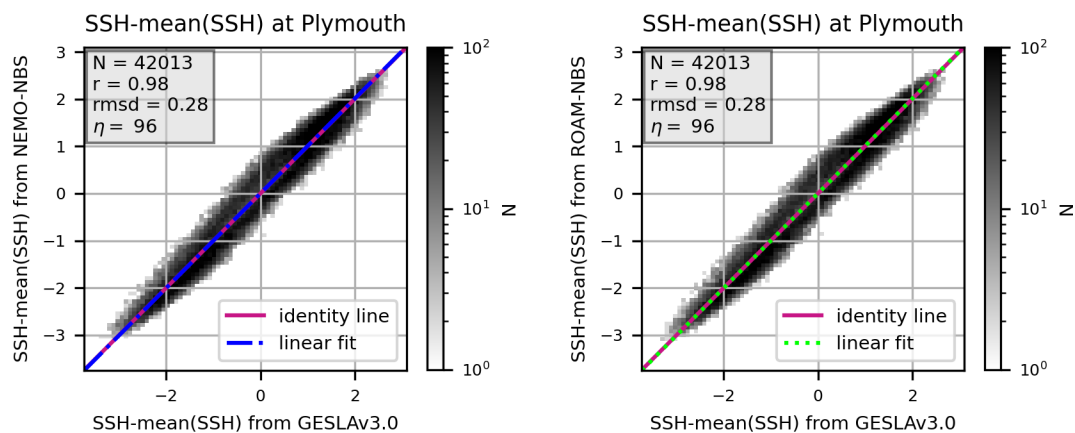 SSH-mean(SSH) at Plymouth
SSH-mean(SSH) from NEMO-NBS
3
2
1
0
−1
−2
−3
N = 42013
r = 0.98
rmsd = 0.28
η = 96
identity line
linear fit
−2
0
2
SSH-mean(SSH) from GESLAv3.0
10²
10¹
10⁰
N
SSH-mean(SSH) at Plymouth
SSH-mean(SSH) from ROAM-NBS
3
2
1
0
−1
−2
−3
N = 42013
r = 0.98
rmsd = 0.28
η = 96
identity line
linear fit
−2
0
2
SSH-mean(SSH) from GESLAv3.0
10²
10¹
10⁰
N